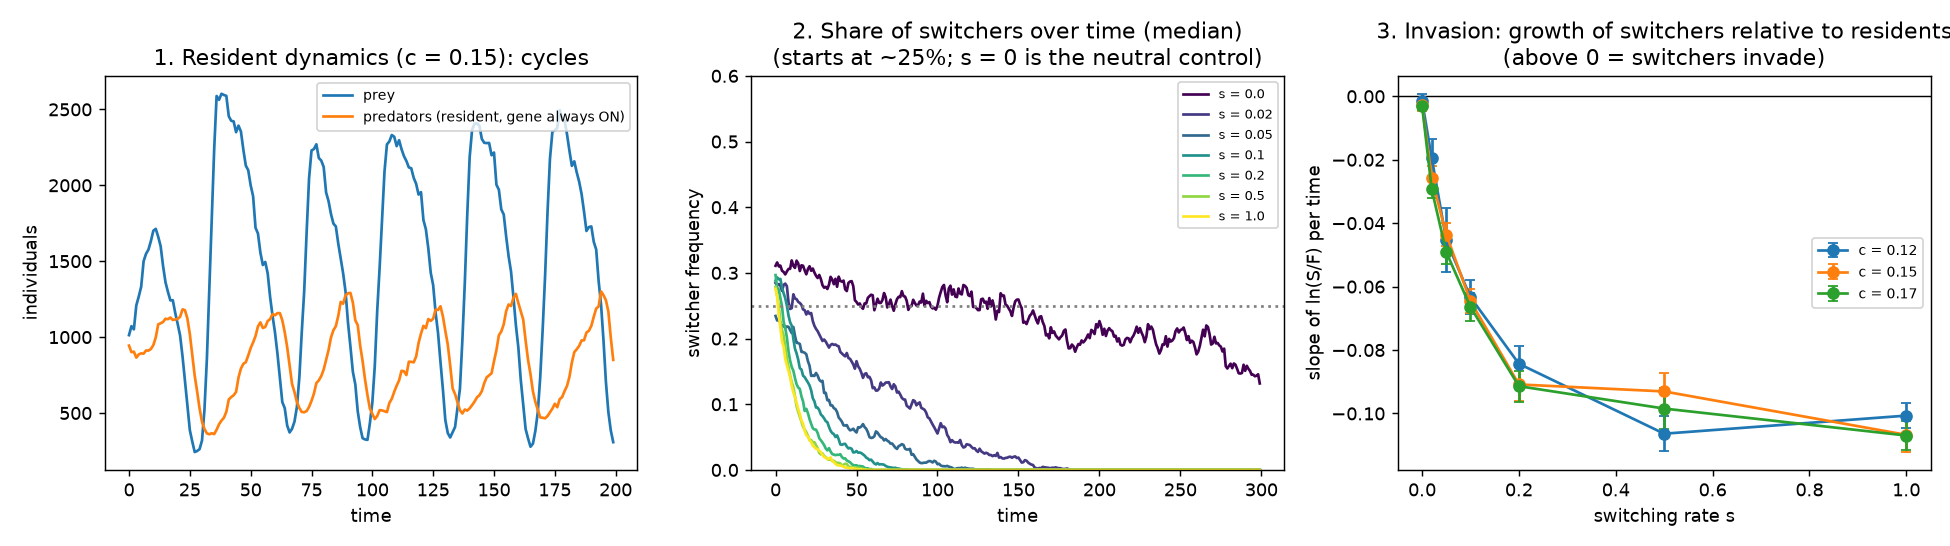 1. Resident dynamics (c = 0.15): cycles
prey
predators (resident, gene always ON)
individuals
2500
2000
1500
1000
500
0
25
50
75
100
125
150
175
200
time
2. Share of switchers over time (median)
(starts at ~25%; s = 0 is the neutral control)
s = 0.0
s = 0.02
s = 0.05
s = 0.1
s = 0.2
s = 0.5
s = 1.0
switcher frequency
0.6
0.5
0.4
0.3
0.2
0.1
0.0
0
50
100
150
200
250
300
time
3. Invasion: growth of switchers relative to residents
(above 0 = switchers invade)
c = 0.12
c = 0.15
c = 0.17
slope of ln(S/F) per time
0.00
−0.02
−0.04
−0.06
−0.08
−0.10
0.0
0.2
0.4
0.6
0.8
1.0
switching rate s